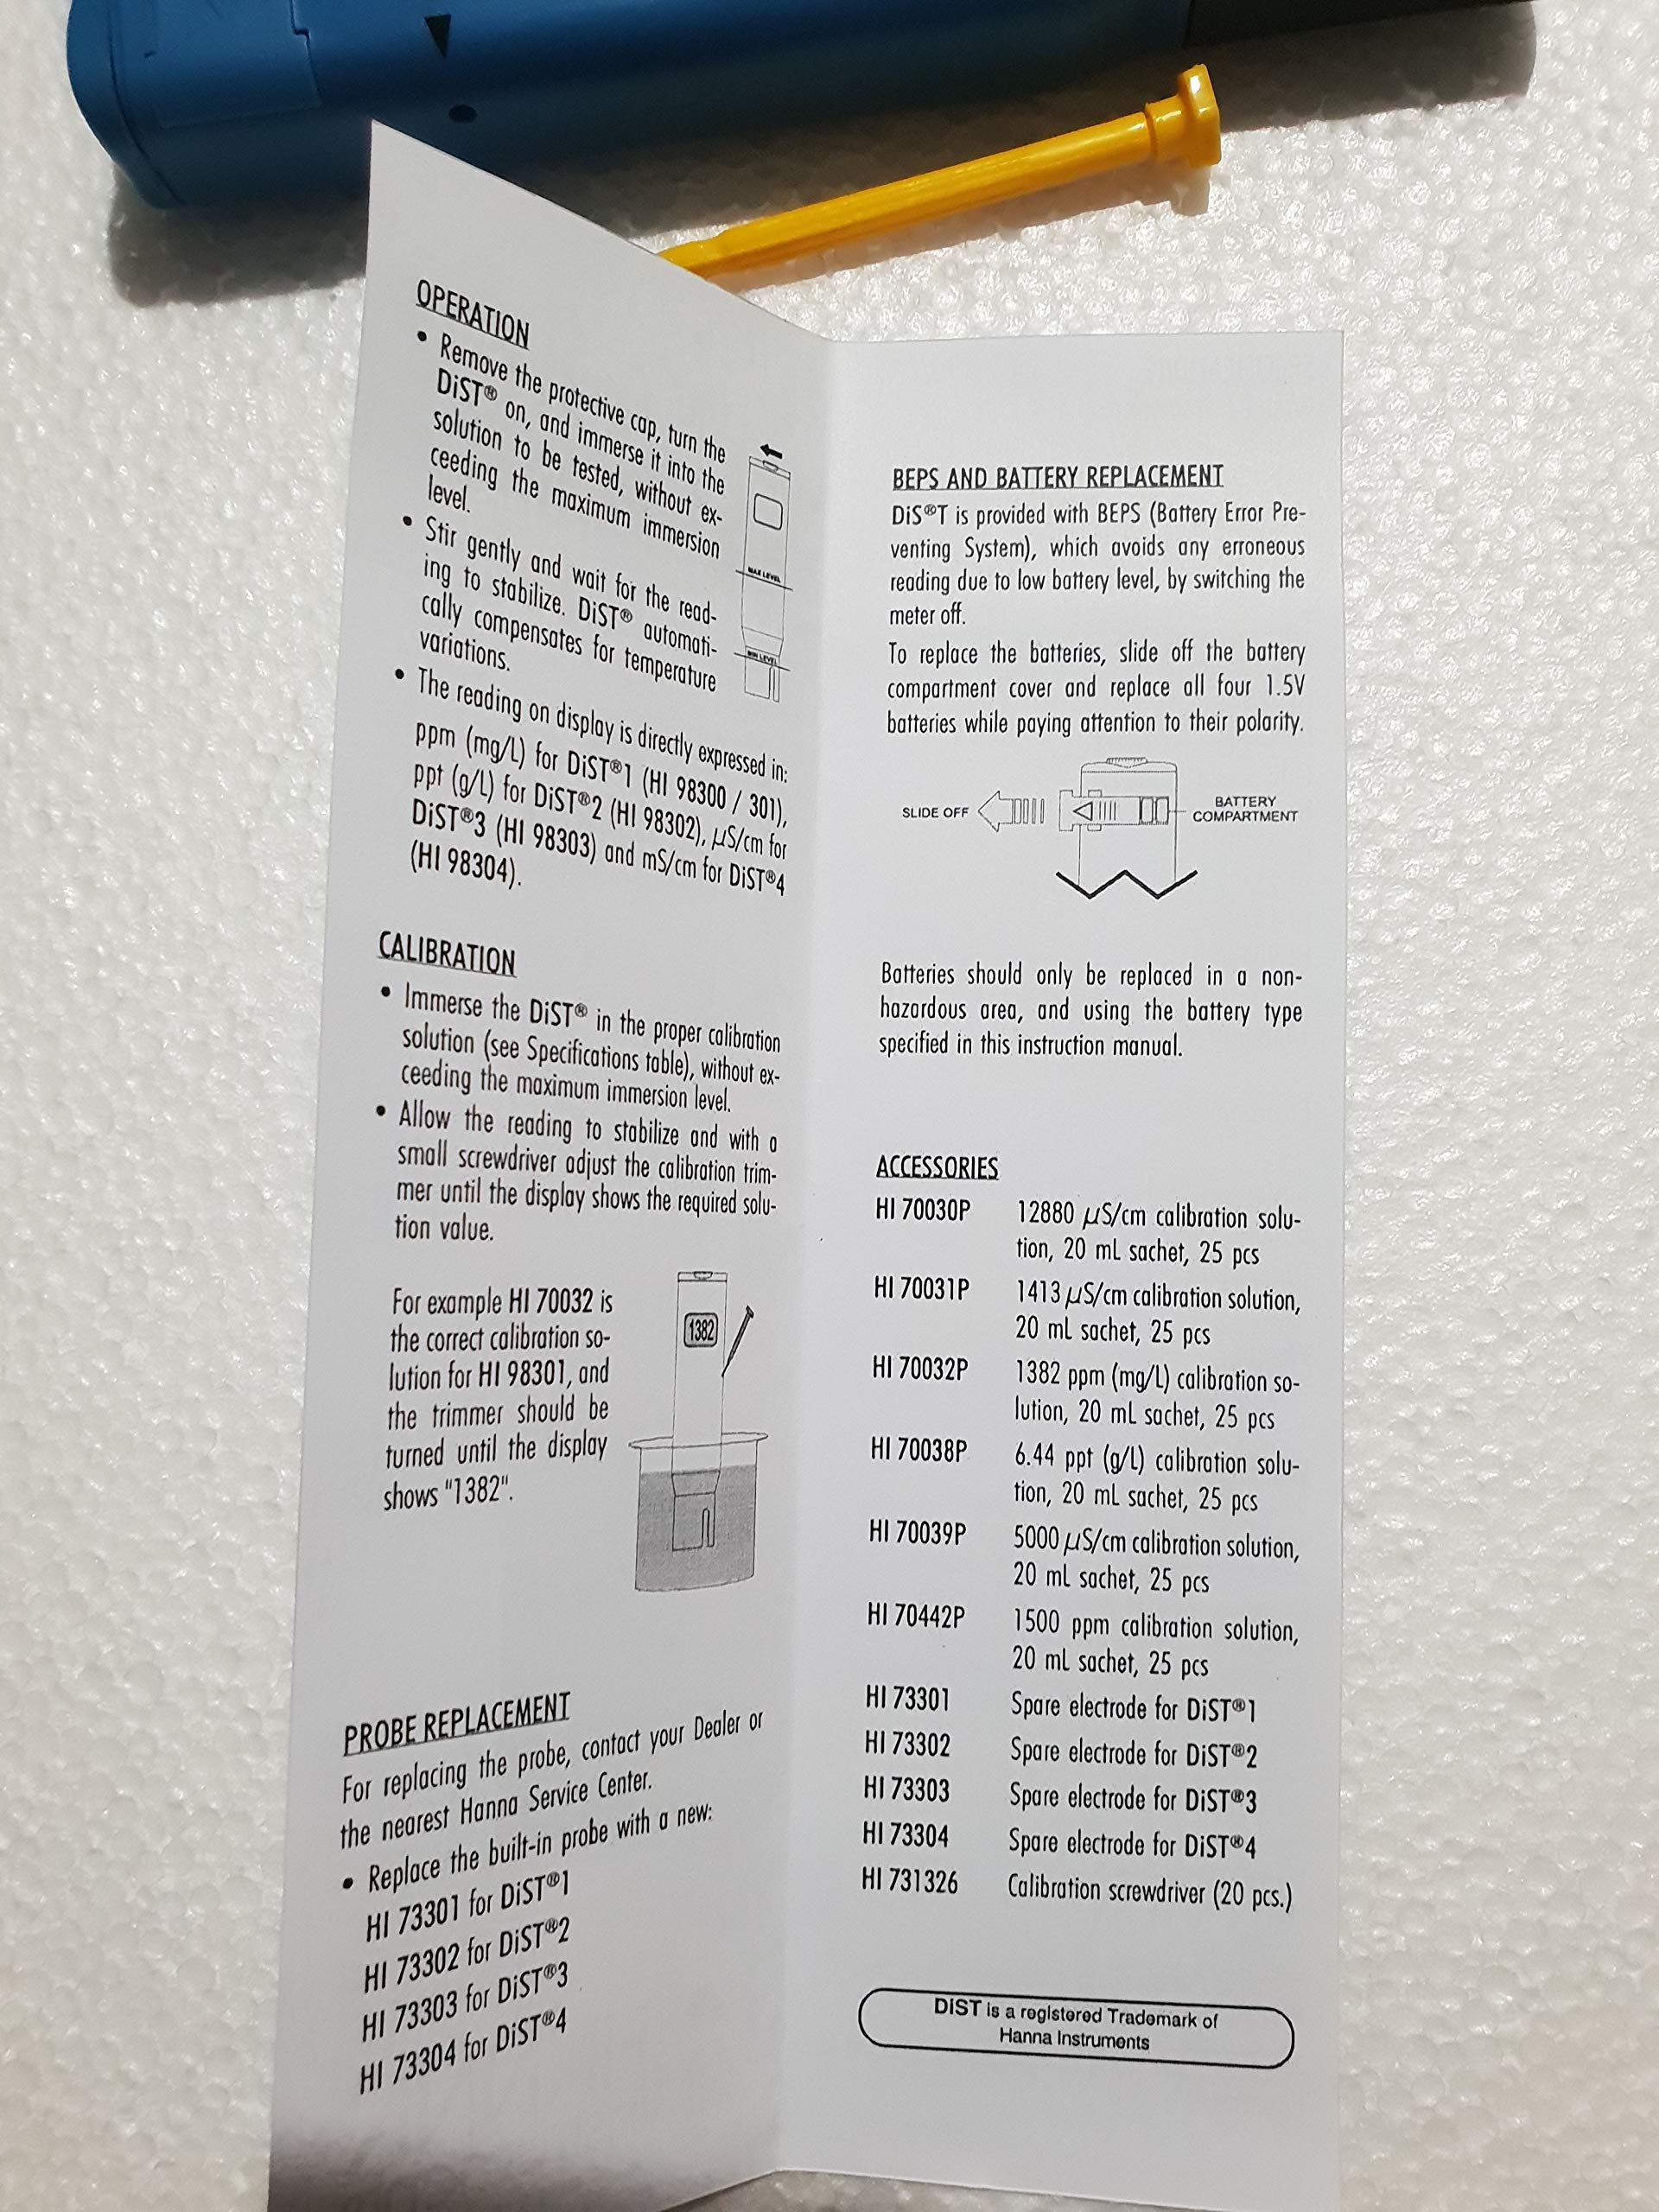 OPERATION
• Remove the protective cap, turn the
DiST® on, and immerse it into the
solution to be tested, without ex-
ceeding the maximum immersion
level.
• Stir gently and wait for the read-
ing to stabilize. DiST® automati-
cally compensates for temperature
variations.
MAX LEVEL
MIN LEVEL
• The reading on display is directly expressed in:
ppm (mg/L) for DiST®1 (HI 98300 / 301),
ppt (g/L) for DiST®2 (HI 98302), µS/cm for
DiST®3 (HI 98303) and mS/cm for DiST®4
(HI 98304).
CALIBRATION
• Immerse the DiST® in the proper calibration
solution (see Specifications table), without ex-
ceeding the maximum immersion level.
• Allow the reading to stabilize and with a
small screwdriver adjust the calibration trim-
mer until the display shows the required solu-
tion value.
For example HI 70032 is
the correct calibration so-
lution for HI 98301, and
the trimmer should be
turned until the display
shows "1382".
1382
PROBE REPLACEMENT
For replacing the probe, contact your Dealer or
the nearest Hanna Service Center.
• Replace the built-in probe with a new:
HI 73301 for DiST®1
HI 73302 for DiST®2
HI 73303 for DiST®3
HI 73304 for DiST®4
BEPS AND BATTERY REPLACEMENT
DiS®T is provided with BEPS (Battery Error Pre-
venting System), which avoids any erroneous
reading due to low battery level, by switching the
meter off.
To replace the batteries, slide off the battery
compartment cover and replace all four 1.5V
batteries while paying attention to their polarity.
SLIDE OFF
BATTERY
COMPARTMENT
Batteries should only be replaced in a non-
hazardous area, and using the battery type
specified in this instruction manual.
ACCESSORIES
HI 70030P 12880 µS/cm calibration solu-
tion, 20 mL sachet, 25 pcs
HI 70031P 1413 µS/cm calibration solution,
20 mL sachet, 25 pcs
HI 70032P 1382 ppm (mg/L) calibration so-
lution, 20 mL sachet, 25 pcs
HI 70038P 6.44 ppt (g/L) calibration solu-
tion, 20 mL sachet, 25 pcs
HI 70039P 5000 µS/cm calibration solution,
20 mL sachet, 25 pcs
HI 70442P 1500 ppm calibration solution,
20 mL sachet, 25 pcs
HI 73301 Spare electrode for DiST®1
HI 73302 Spare electrode for DiST®2
HI 73303 Spare electrode for DiST®3
HI 73304 Spare electrode for DiST®4
HI 731326 Calibration screwdriver (20 pcs.)
DiST is a registered Trademark of
Hanna Instruments